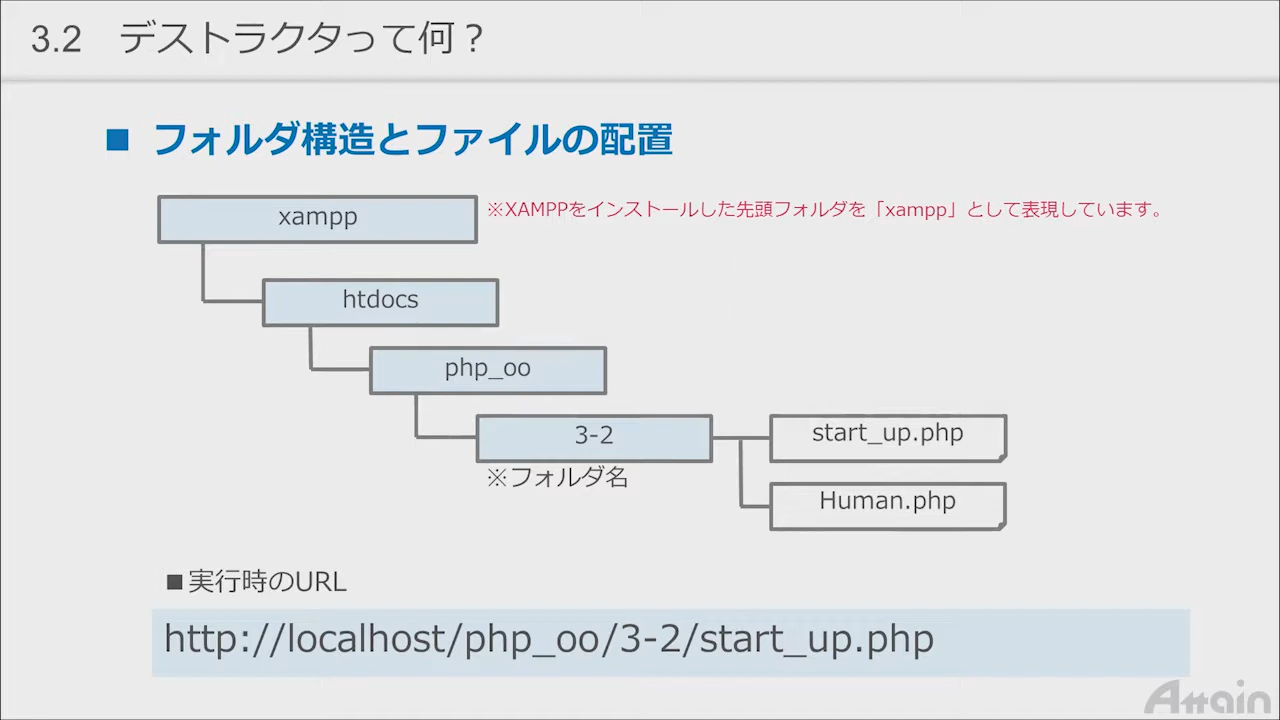 3.2 デストラクタって何？
■ フォルダ構造とファイルの配置
xampp
※XAMPPをインストールした先頭フォルダを「xampp」として表現しています。
htdocs
php_oo
3-2
※フォルダ名
start_up.php
Human.php
■実行時のURL
http://localhost/php_oo/3-2/start_up.php
Attain